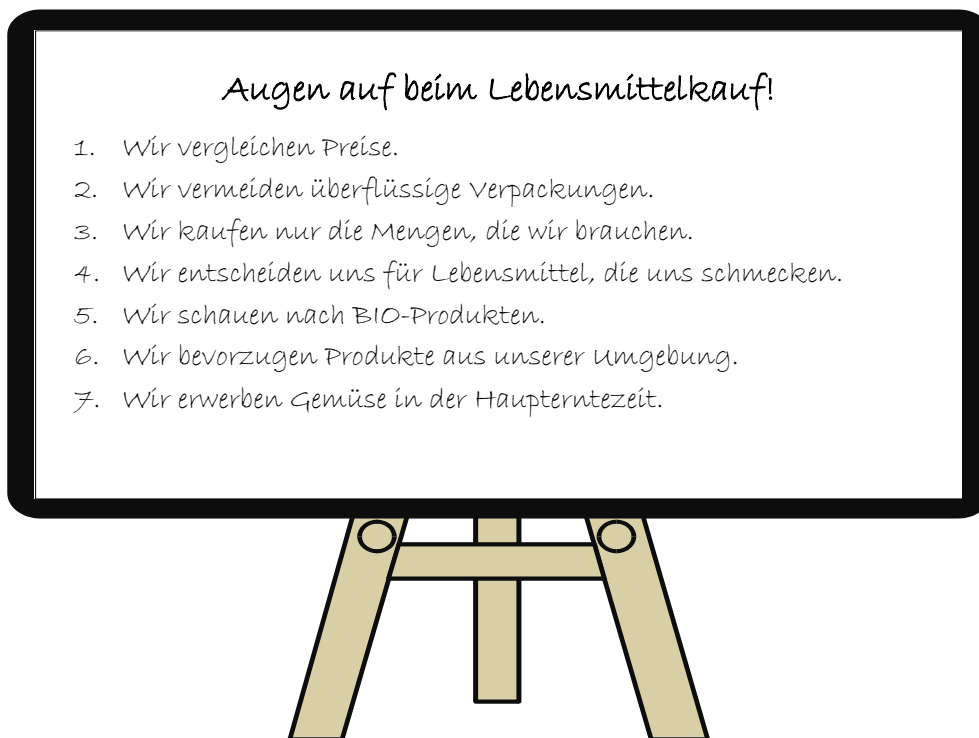 Augen auf beim Lebensmittelkauf!
1. Wir vergleichen Preise.
2. Wir vermeiden überflüssige Verpackungen.
3. Wir kaufen nur die Mengen, die wir brauchen.
4. Wir entscheiden uns für Lebensmittel, die uns schmecken.
5. Wir schauen nach BIO-Produkten.
6. Wir bevorzugen Produkte aus unserer Umgebung.
7. Wir erwerben Gemüse in der Haupterntezeit.